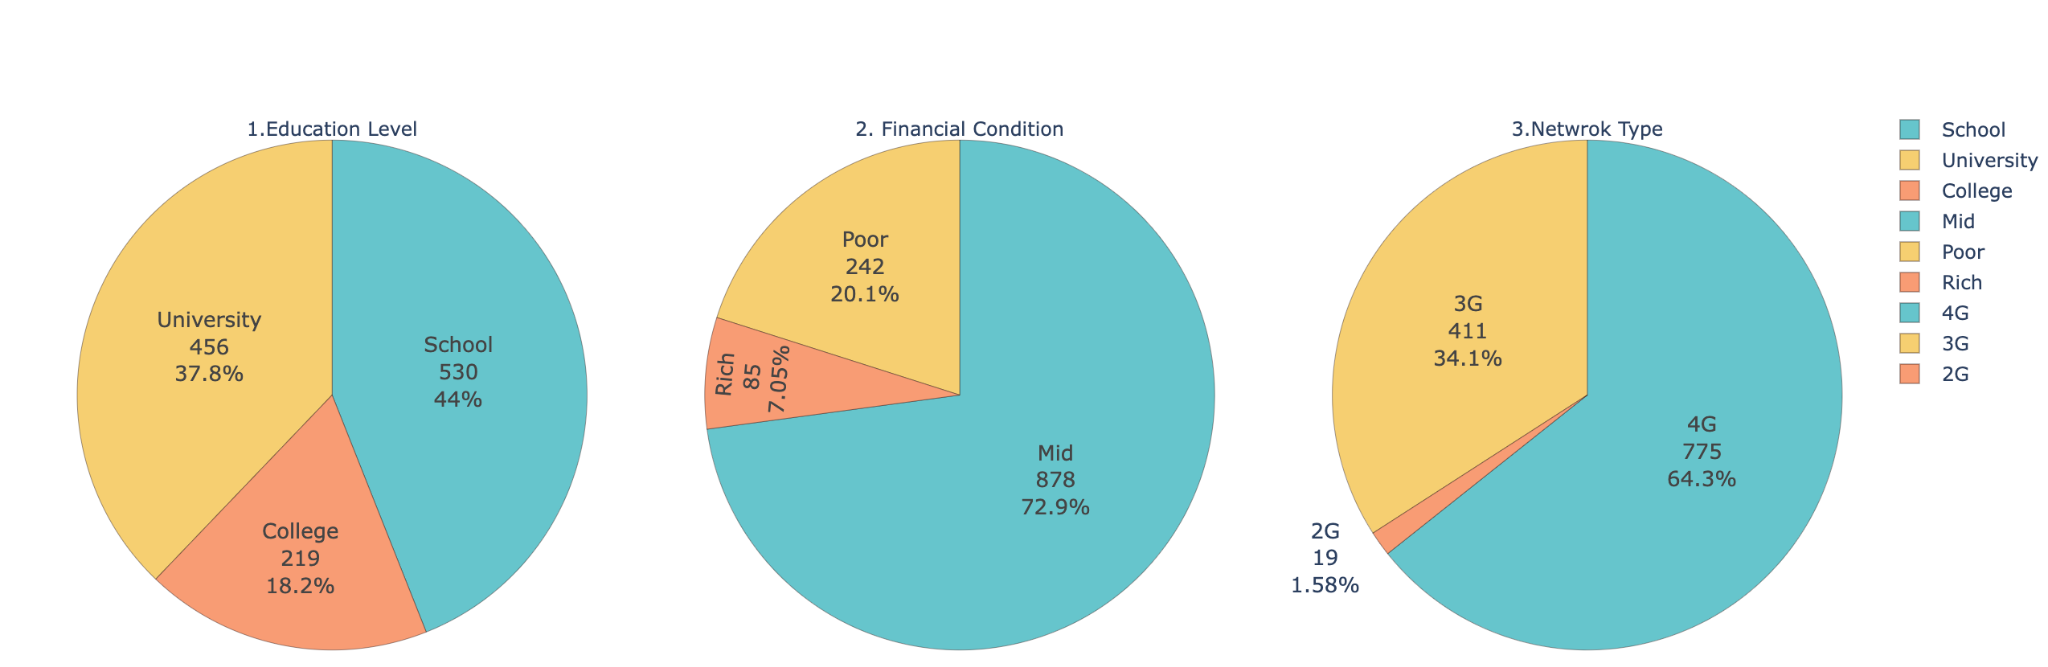 1.Education Level
University
456
37.8%
School
530
44%
College
219
18.2%
2. Financial Condition
Poor
242
20.1%
Rich
85
7.05%
Mid
878
72.9%
3.Netwrok Type
3G
411
34.1%
4G
775
64.3%
2G
19
1.58%
School
University
College
Mid
Poor
Rich
4G
3G
2G